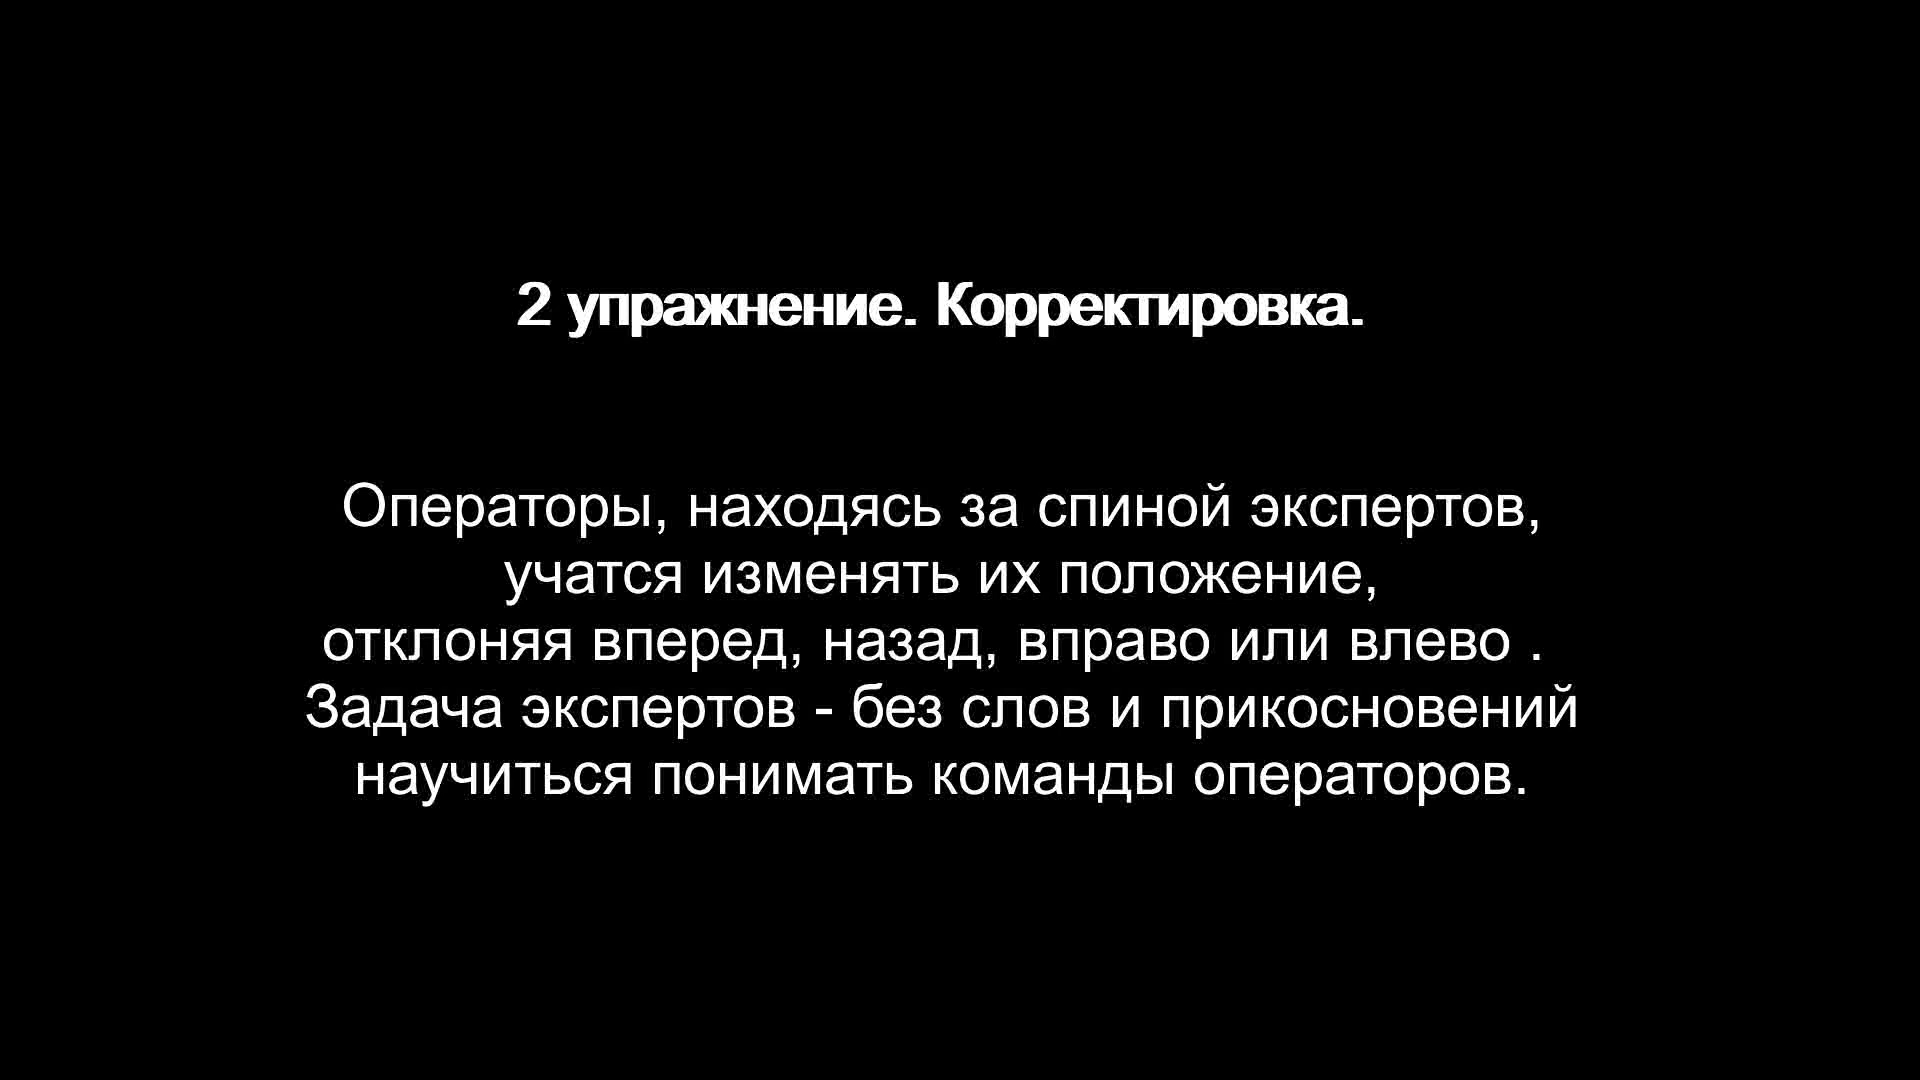 2 упражнение. Корректировка.
Операторы, находясь за спиной экспертов,
учатся изменять их положение,
отклоняя вперед, назад, вправо или влево .
Задача экспертов - без слов и прикосновений
научиться понимать команды операторов.